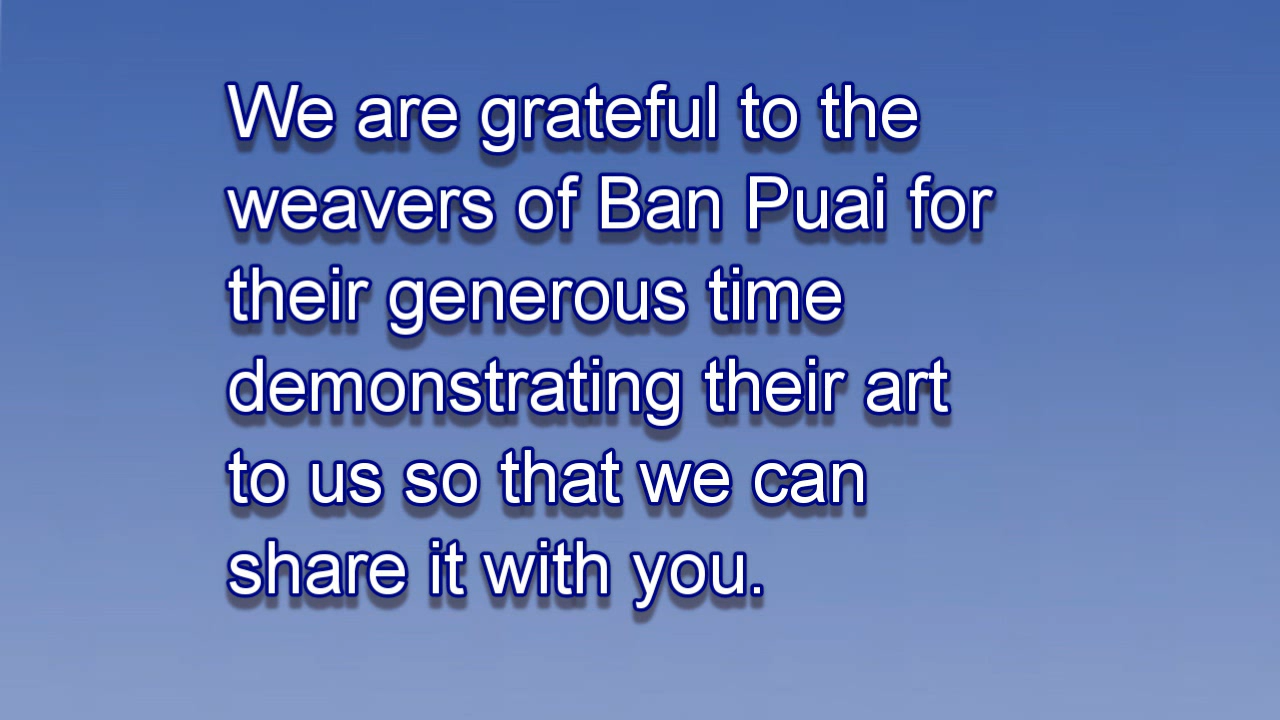 We are grateful to the
weavers of Ban Puai for
their generous time
demonstrating their art
to us so that we can
share it with you.